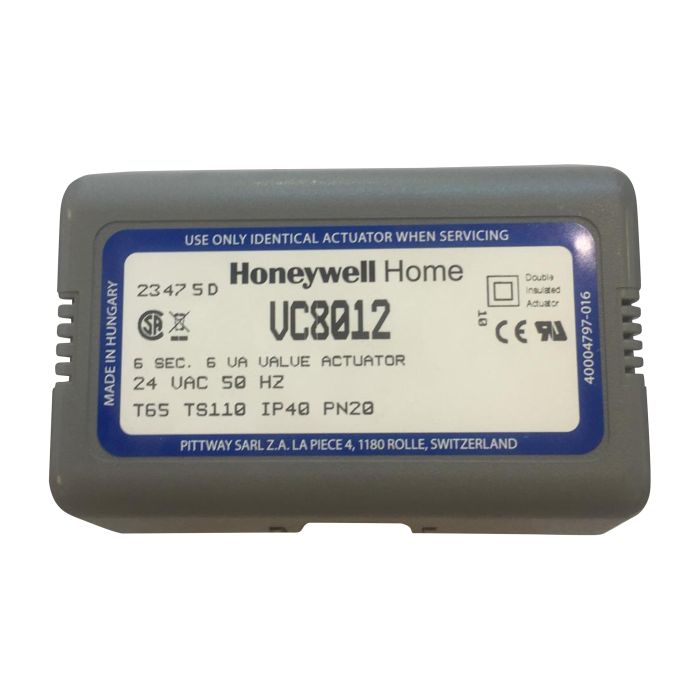 USE ONLY IDENTICAL ACTUATOR WHEN SERVICING
MADE IN HUNGARY
23475D
Honeywell Home
Double
Insulated
Actuator
VC8012
10
6 SEC. 6 VA VALVE ACTUATOR
24 VAC 50 HZ
T65 TS110 IP40 PN20
40004797-016
PITTWAY SARL Z.A. LA PIECE 4, 1180 ROLLE, SWITZERLAND